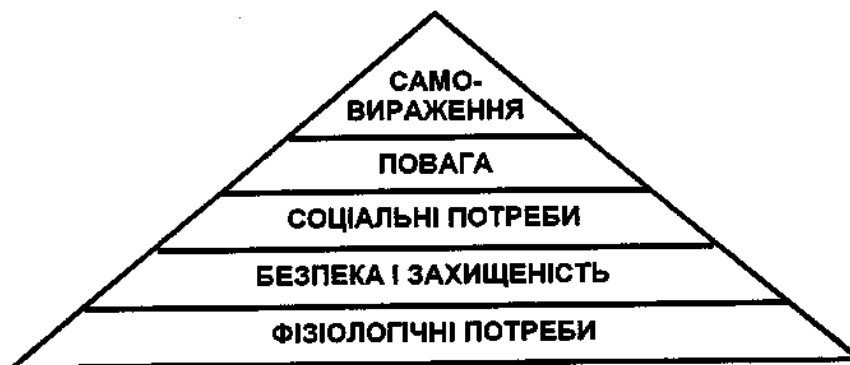 САМО-
ВИРАЖЕННЯ
ПОВАГА
СОЦІАЛЬНІ ПОТРЕБИ
БЕЗПЕКА І ЗАХИЩЕНІСТЬ
ФІЗІОЛОГІЧНІ ПОТРЕБИ